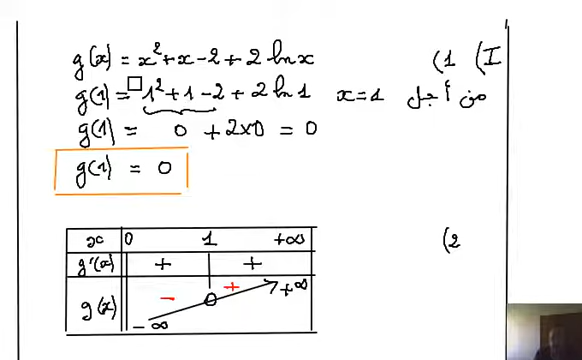 I) 1) g(x) = x² + x - 2 + 2 ln x
من أجل x = 1 g(1) = 1² + 1 - 2 + 2 ln 1
g(1) = 0 + 2×0 = 0
g(1) = 0
2)
x 0 1 +∞
g'(x) + +
g(x) -∞ - 0 + +∞